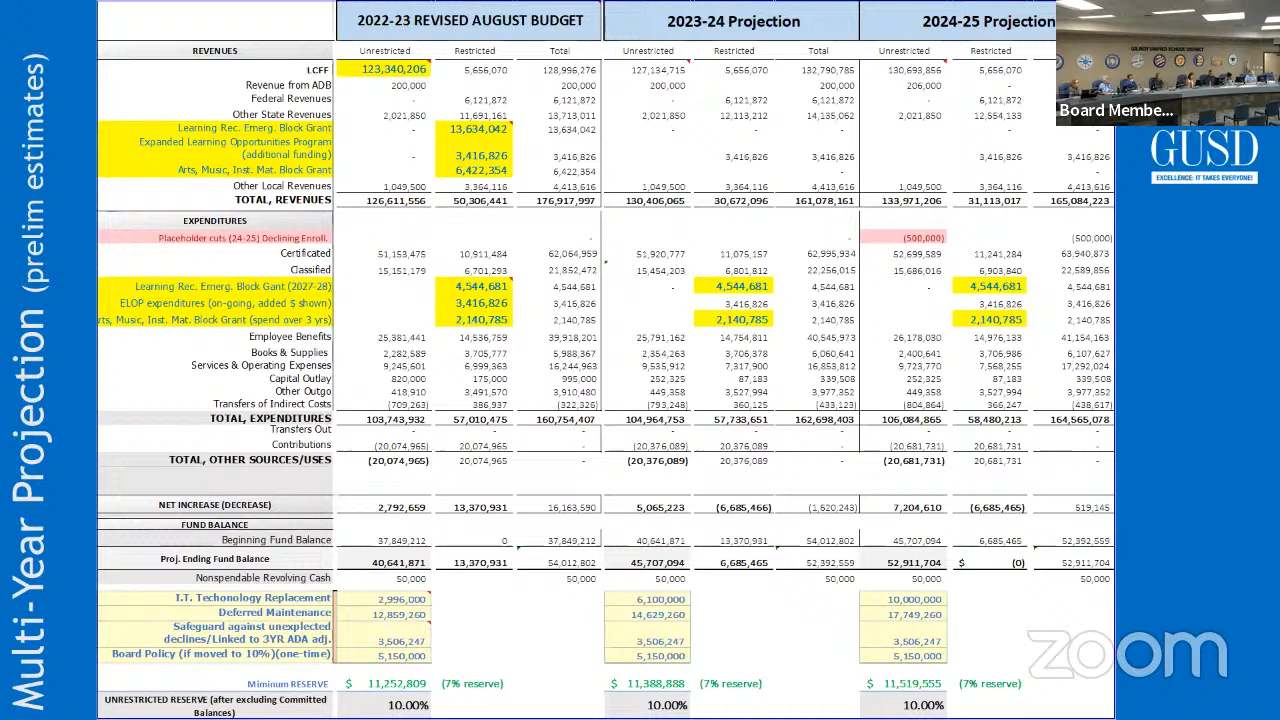 Multi-Year Projection (prelim estimates)
2022-23 REVISED AUGUST BUDGET 2023-24 Projection 2024-25 Projection
REVENUES Unrestricted Restricted Total Unrestricted Restricted Total Unrestricted Restricted
LCFF 123,340,206 5,656,070 128,996,276 127,134,715 5,656,070 132,790,785 130,693,856 5,656,070
Revenue from ADB 200,000 200,000 200,000 200,000 206,000
Federal Revenues - 6,121,872 6,121,872 - 6,121,872 6,121,872 - 6,121,872
Other State Revenues 2,021,850 11,691,161 13,713,011 2,021,850 12,113,212 14,135,062 2,021,850 12,554,133
Learning Rec. Emerg. Block Grant 13,634,042 13,634,042 - - - - -
Expanded Learning Opportunities Program
(additional funding) - 3,416,826 3,416,826 3,416,826 3,416,826 3,416,826 3,416,826
Arts, Music, Inst. Mat. Block Grant 6,422,354 6,422,354 - -
Other Local Revenues 1,049,500 3,364,116 4,413,616 1,049,500 3,364,116 4,413,616 1,049,500 3,364,116 4,413,616
TOTAL, REVENUES 126,611,556 50,306,441 176,917,997 130,406,065 30,672,096 161,078,161 133,971,206 31,113,017 165,084,223
EXPENDITURES
Placeholder cuts (24-25) Declining Enroll. - - (500,000) (500,000)
Certificated 51,153,475 10,911,484 62,064,959 51,920,777 11,075,157 62,995,934 52,699,589 11,241,284 63,940,873
Classified 15,151,179 6,701,293 21,852,472 15,454,203 6,801,812 22,256,015 15,686,016 6,903,840 22,589,856
Learning Rec. Emerg. Block Gant (2027-28) 4,544,681 4,544,681 - 4,544,681 4,544,681 - 4,544,681 4,544,681
ELOP expenditures (on-going, added $ shown) 3,416,826 3,416,826 3,416,826 3,416,826 3,416,826 3,416,826
rts, Music, Inst. Mat. Block Grant (spend over 3 yrs) 2,140,785 2,140,785 2,140,785 2,140,785 2,140,785 2,140,785
Employee Benefits 25,381,441 14,536,759 39,918,201 25,791,162 14,754,811 40,545,973 26,178,030 14,976,133 41,154,163
Books & Supplies 2,282,589 3,705,777 5,988,367 2,354,263 3,706,378 6,060,641 2,400,641 3,706,986 6,107,627
Services & Operating Expenses 9,245,601 6,999,363 16,244,963 9,535,912 7,317,900 16,853,812 9,723,770 7,568,255 17,292,024
Capital Outlay 820,000 175,000 995,000 252,325 87,183 339,508 252,325 87,183 339,508
Other Outgo 418,910 3,491,570 3,910,480 449,358 3,527,994 3,977,352 449,358 3,527,994 3,977,352
Transfers of Indirect Costs (709,263) 386,937 (322,326) (793,248) 360,125 (433,123) (804,864) 366,247 (438,617)
TOTAL, EXPENDITURES 103,743,932 57,010,475 160,754,407 104,964,753 57,733,651 162,698,403 106,084,865 58,480,213 164,565,078
Transfers Out - - - - - -
Contributions (20,074,965) 20,074,965 - (20,376,089) 20,376,089 - (20,681,731) 20,681,731 -
TOTAL, OTHER SOURCES/USES (20,074,965) 20,074,965 - (20,376,089) 20,376,089 - (20,681,731) 20,681,731 -
NET INCREASE (DECREASE) 2,792,659 13,370,931 16,163,590 5,065,223 (6,685,466) (1,620,243) 7,204,610 (6,685,465) 519,145
FUND BALANCE
Beginning Fund Balance 37,849,212 0 37,849,212 40,641,871 13,370,931 54,012,802 45,707,094 6,685,465 52,392,559
Proj. Ending Fund Balance 40,641,871 13,370,931 54,012,802 45,707,094 6,685,465 52,392,559 52,911,704 $ (0) 52,911,704
Nonspendable Revolving Cash 50,000 50,000 50,000 50,000 50,000 50,000
I.T. Techonology Replacement 2,996,000 6,100,000 10,000,000
Deferred Maintenance 12,859,260 14,629,260 17,749,260
Safeguard against unexpected
declines/Linked to 3YR ADA adj. 3,506,247 3,506,247 3,506,247
Board Policy (if moved to 10%)(one-time) 5,150,000 5,150,000 5,150,000
Mimimum RESERVE $ 11,252,809 (7% reserve) $ 11,388,888 (7% reserve) $ 11,519,555 (7% reserve)
UNRESTRICTED RESERVE (after excluding Committed
Balances) 10.00% 10.00% 10.00%
GILROY UNIFIED SCHOOL DISTRICT
Board Membe...
GUSD
EXCELLENCE: IT TAKES EVERYONE!
zoom